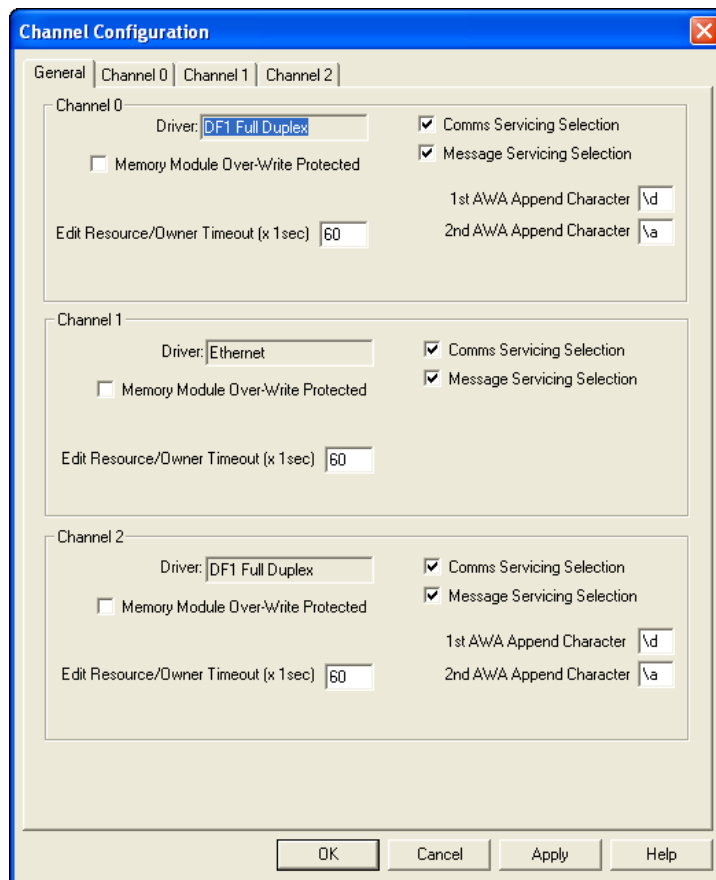 Channel Configuration
General Channel 0 Channel 1 Channel 2
Channel 0
Driver: DF1 Full Duplex
Comms Servicing Selection
Memory Module Over-Write Protected
Message Servicing Selection
1st AWA Append Character \d
Edit Resource/Owner Timeout (x 1sec) 60
2nd AWA Append Character \a
Channel 1
Driver: Ethernet
Comms Servicing Selection
Memory Module Over-Write Protected
Message Servicing Selection
Edit Resource/Owner Timeout (x 1sec) 60
Channel 2
Driver: DF1 Full Duplex
Comms Servicing Selection
Memory Module Over-Write Protected
Message Servicing Selection
1st AWA Append Character \d
Edit Resource/Owner Timeout (x 1sec) 60
2nd AWA Append Character \a
OK Cancel Apply Help